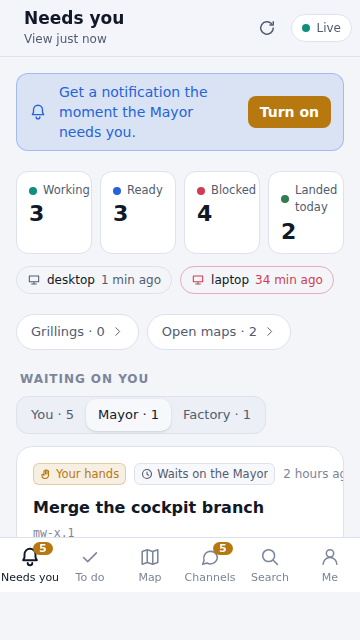 Needs you
View just now
Live
Get a notification the
moment the Mayor
needs you.
Turn on
Working
3
Ready
3
Blocked
4
Landed
today
2
desktop 1 min ago
laptop 34 min ago
Grillings · 0
Open maps · 2
WAITING ON YOU
You · 5
Mayor · 1
Factory · 1
Your hands
Waits on the Mayor
2 hours ag
Merge the cockpit branch
mw-x.1
5
Needs you
To do
Map
5
Channels
Search
Me